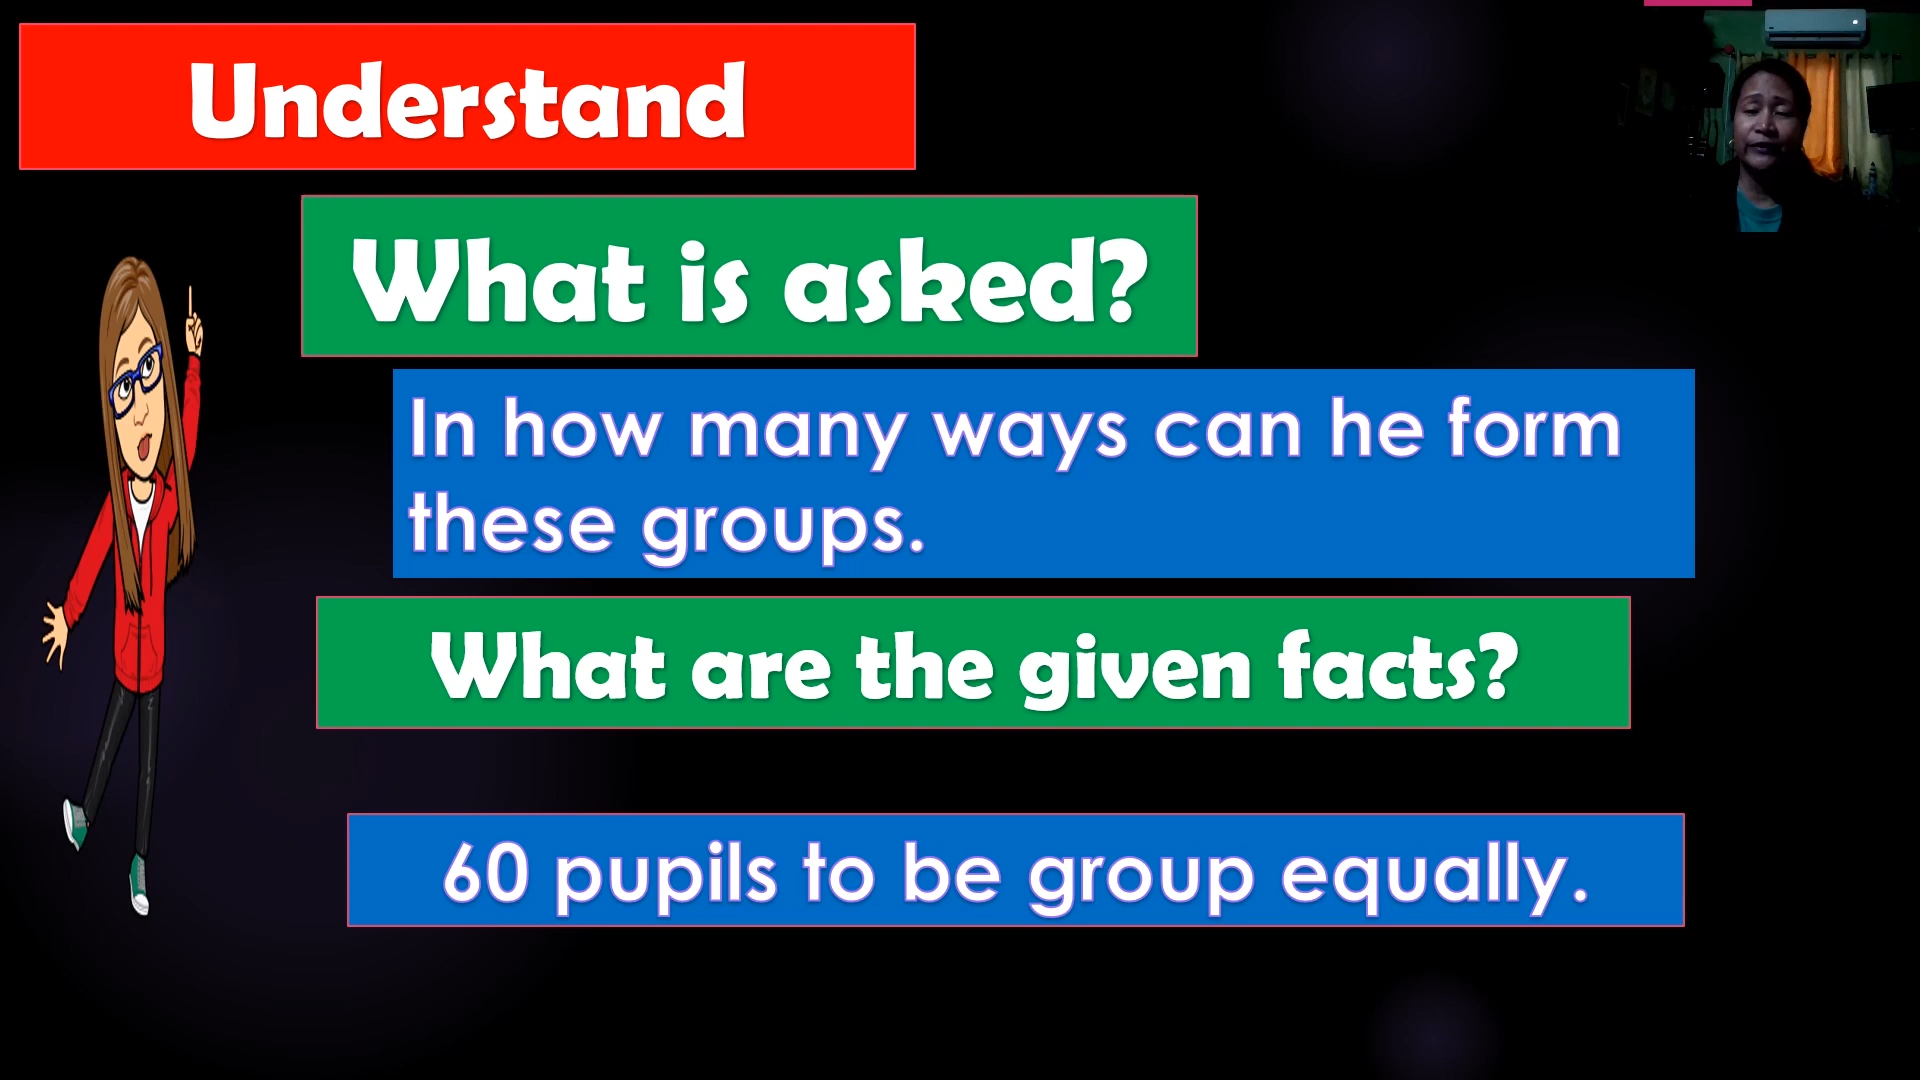 Understand
What is asked?
In how many ways can he form
these groups.
What are the given facts?
60 pupils to be group equally.